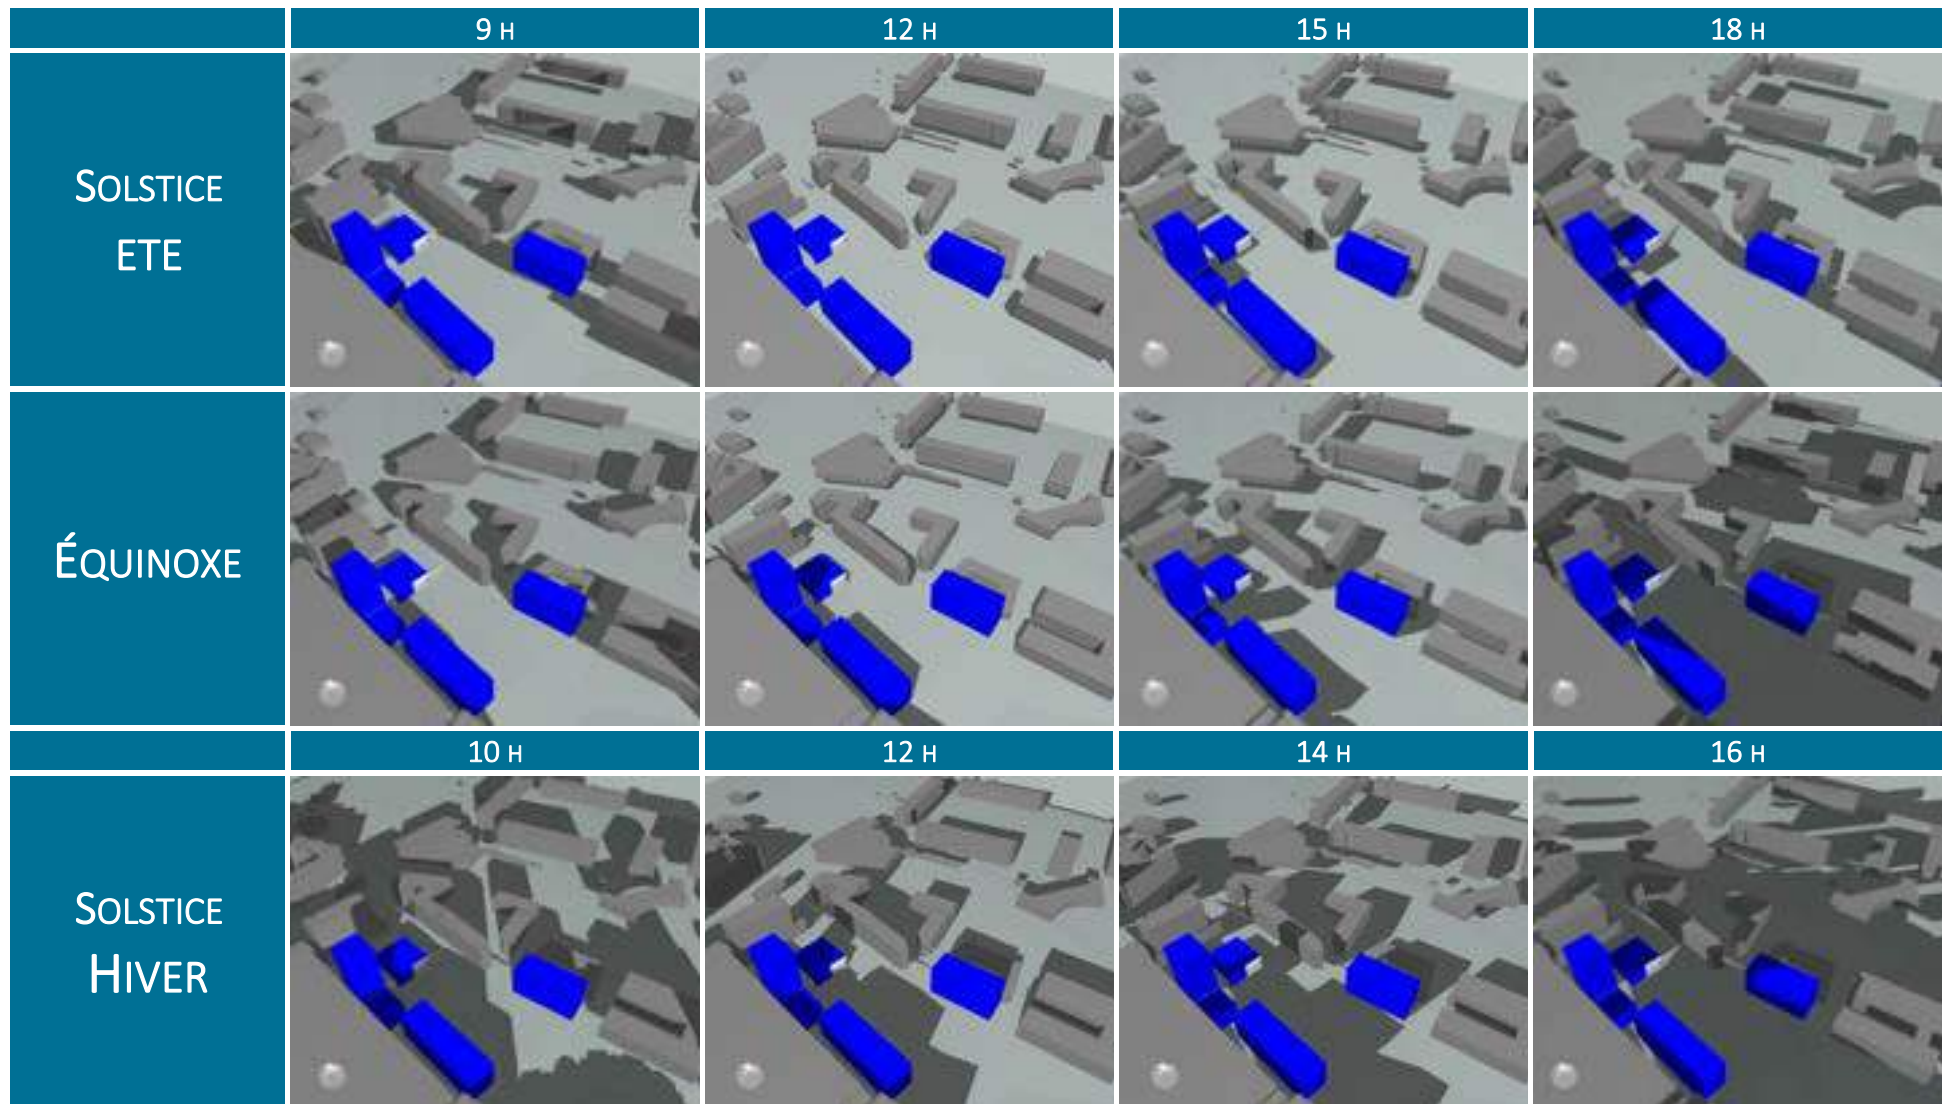 9 H
12 H
15 H
18 H
SOLSTICE
ETE
ÉQUINOXE
10 H
12 H
14 H
16 H
SOLSTICE
HIVER